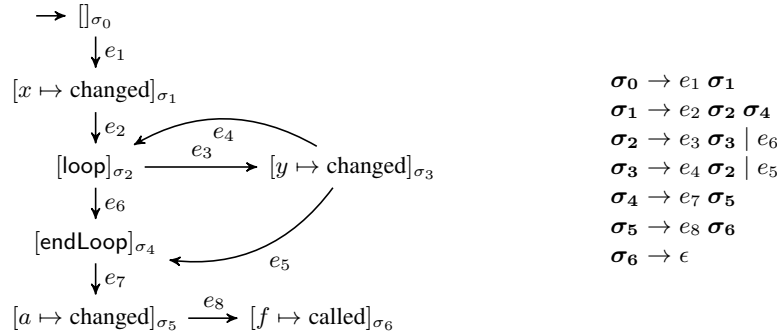 []σ0
e1
[x ↦ changed]σ1
e2
e4
[loop]σ2
e3
[y ↦ changed]σ3
e6
[endLoop]σ4
e5
e7
[a ↦ changed]σ5
e8
[f ↦ called]σ6
σ0 → e1 σ1
σ1 → e2 σ2 σ4
σ2 → e3 σ3 | e6
σ3 → e4 σ2 | e5
σ4 → e7 σ5
σ5 → e8 σ6
σ6 → ϵ